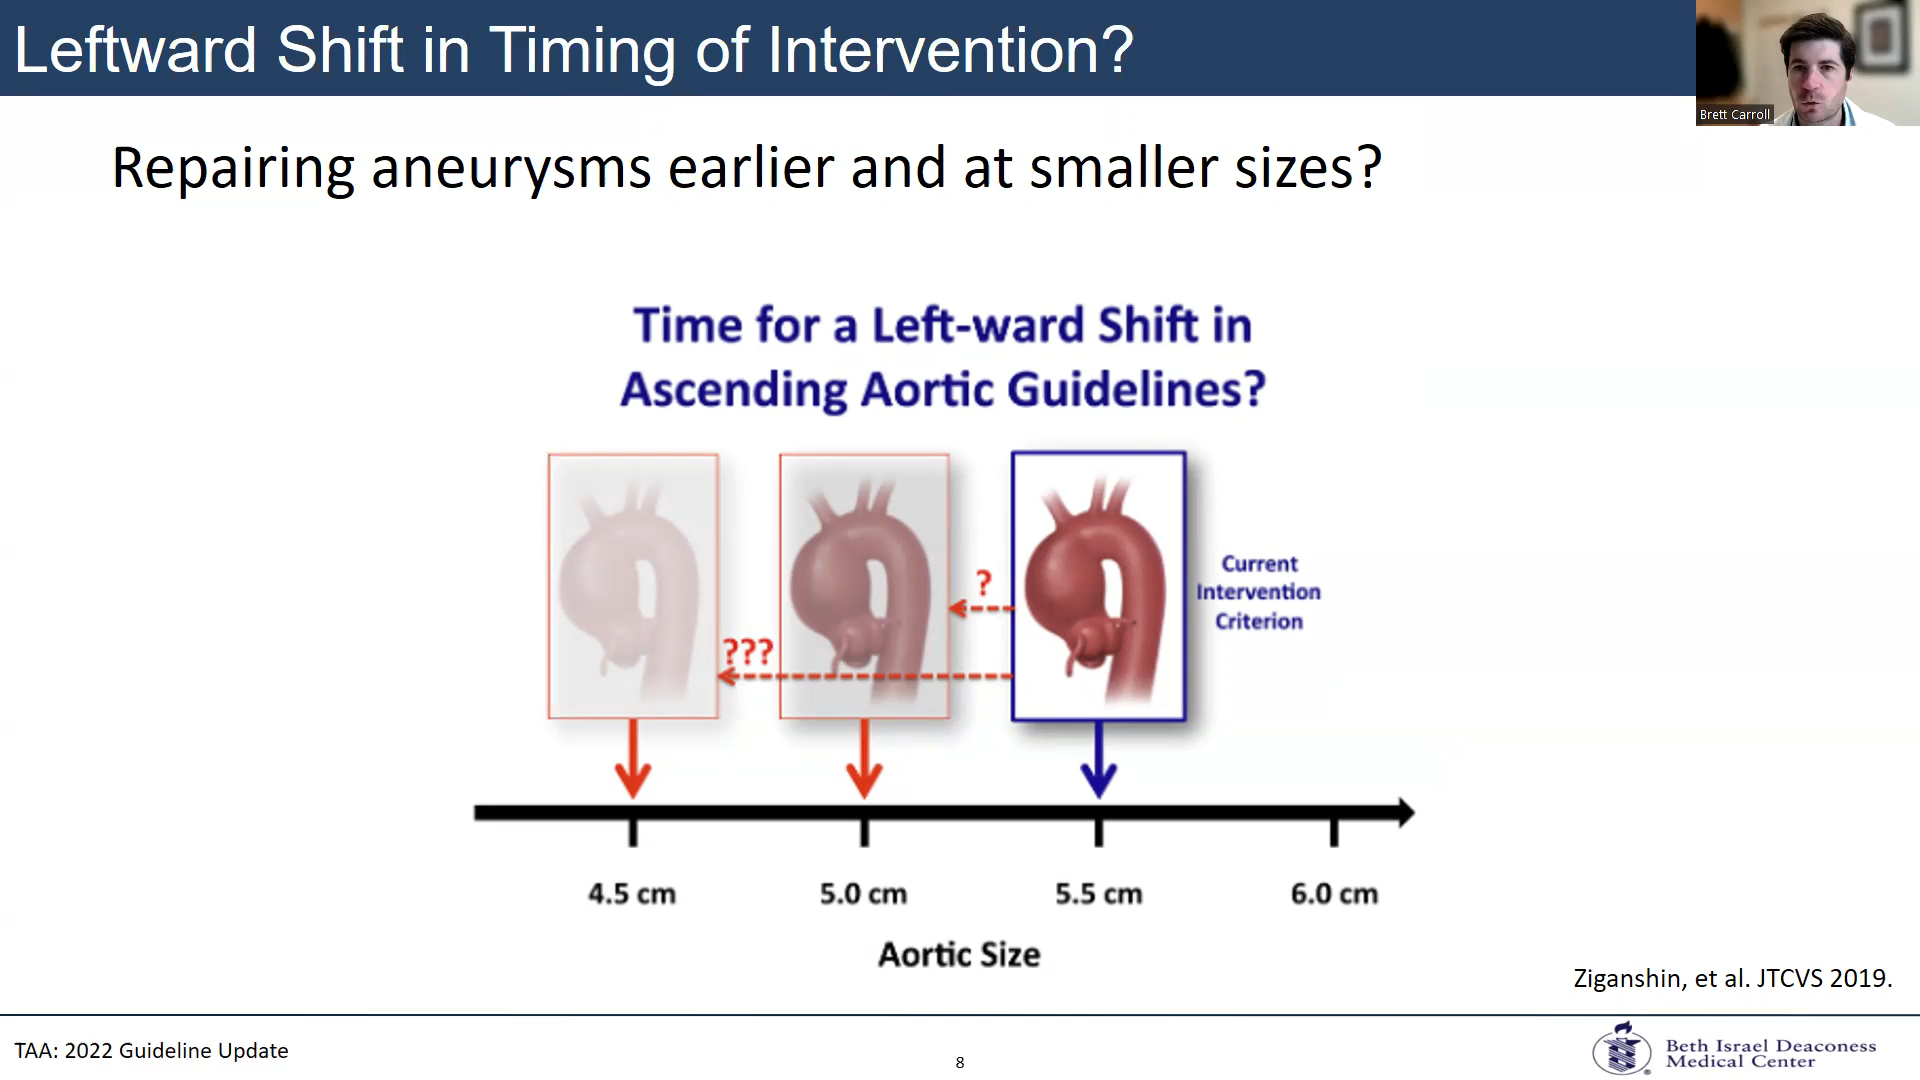 Leftward Shift in Timing of Intervention?
Brett Carroll
Repairing aneurysms earlier and at smaller sizes?
Time for a Left-ward Shift in
Ascending Aortic Guidelines?
?
???
Current
Intervention
Criterion
4.5 cm
5.0 cm
5.5 cm
6.0 cm
Aortic Size
Ziganshin, et al. JTCVS 2019.
TAA: 2022 Guideline Update
8
Beth Israel Deaconess
Medical Center